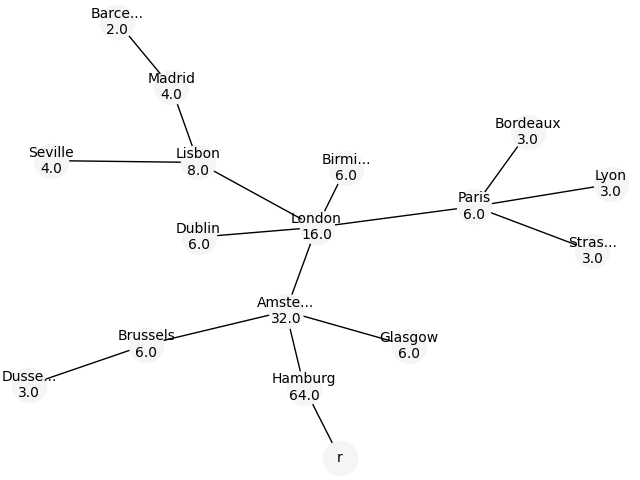 Barce...
2.0
Madrid
4.0
Bordeaux
3.0
Seville
4.0
Lisbon
8.0
Birmi...
6.0
Lyon
3.0
Paris
6.0
London
16.0
Dublin
6.0
Stras...
3.0
Amste...
32.0
Brussels
6.0
Glasgow
6.0
Dusse...
3.0
Hamburg
64.0
r